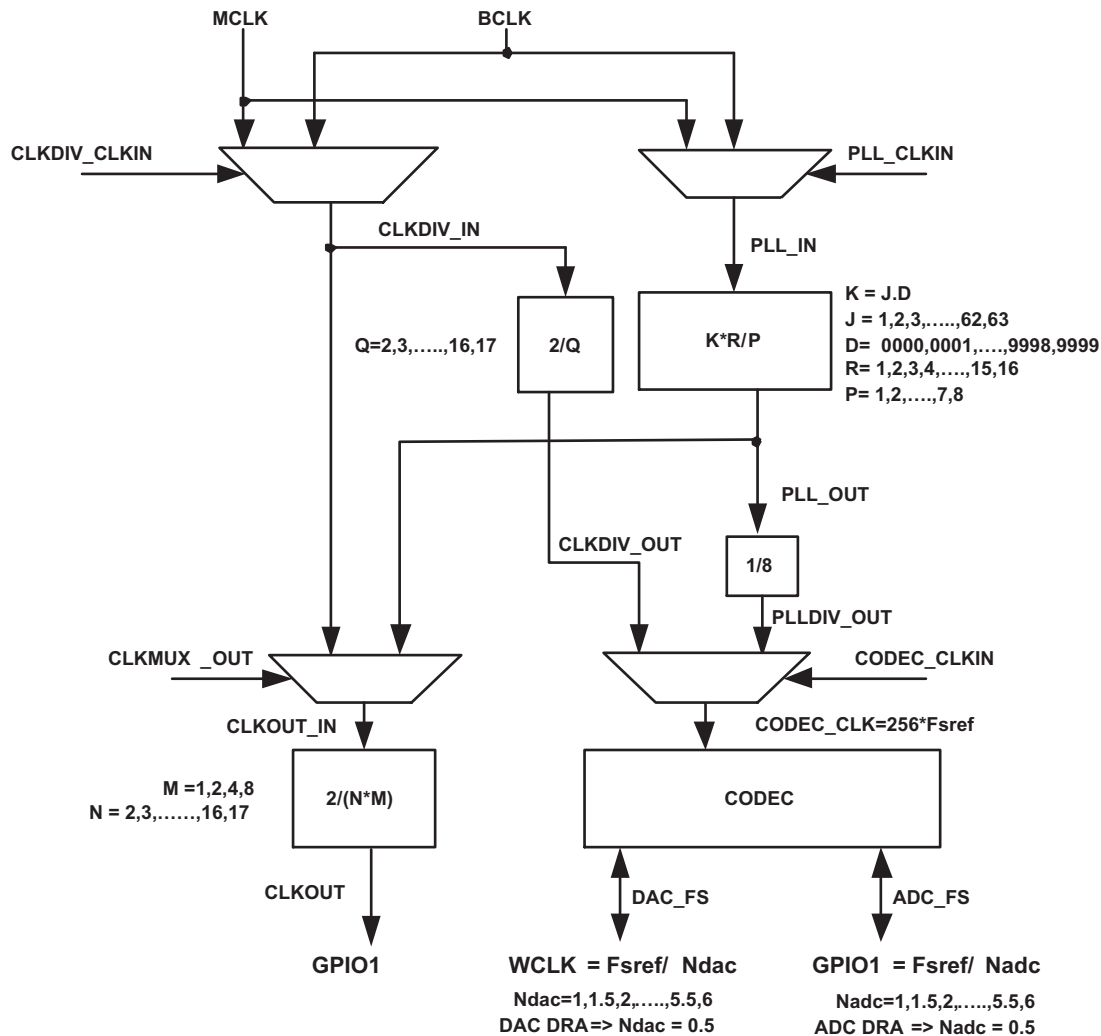 MCLK
BCLK
CLKDIV_CLKIN
PLL_CLKIN
CLKDIV_IN
PLL_IN
Q=2,3,…..,16,17
2/Q
K*R/P
K = J.D
J = 1,2,3,…..,62,63
D= 0000,0001,….,9998,9999
R= 1,2,3,4,….,15,16
P= 1,2,….,7,8
PLL_OUT
CLKDIV_OUT
1/8
PLLDIV_OUT
CLKMUX _OUT
CODEC_CLKIN
CLKOUT_IN
CODEC_CLK=256*Fsref
M =1,2,4,8
N = 2,3,……,16,17
2/(N*M)
CODEC
CLKOUT
DAC_FS
ADC_FS
GPIO1
WCLK = Fsref/ Ndac
GPIO1 = Fsref/ Nadc
Ndac=1,1.5,2,…..,5.5,6
DAC DRA => Ndac = 0.5
Nadc=1,1.5,2,…..,5.5,6
ADC DRA => Nadc = 0.5